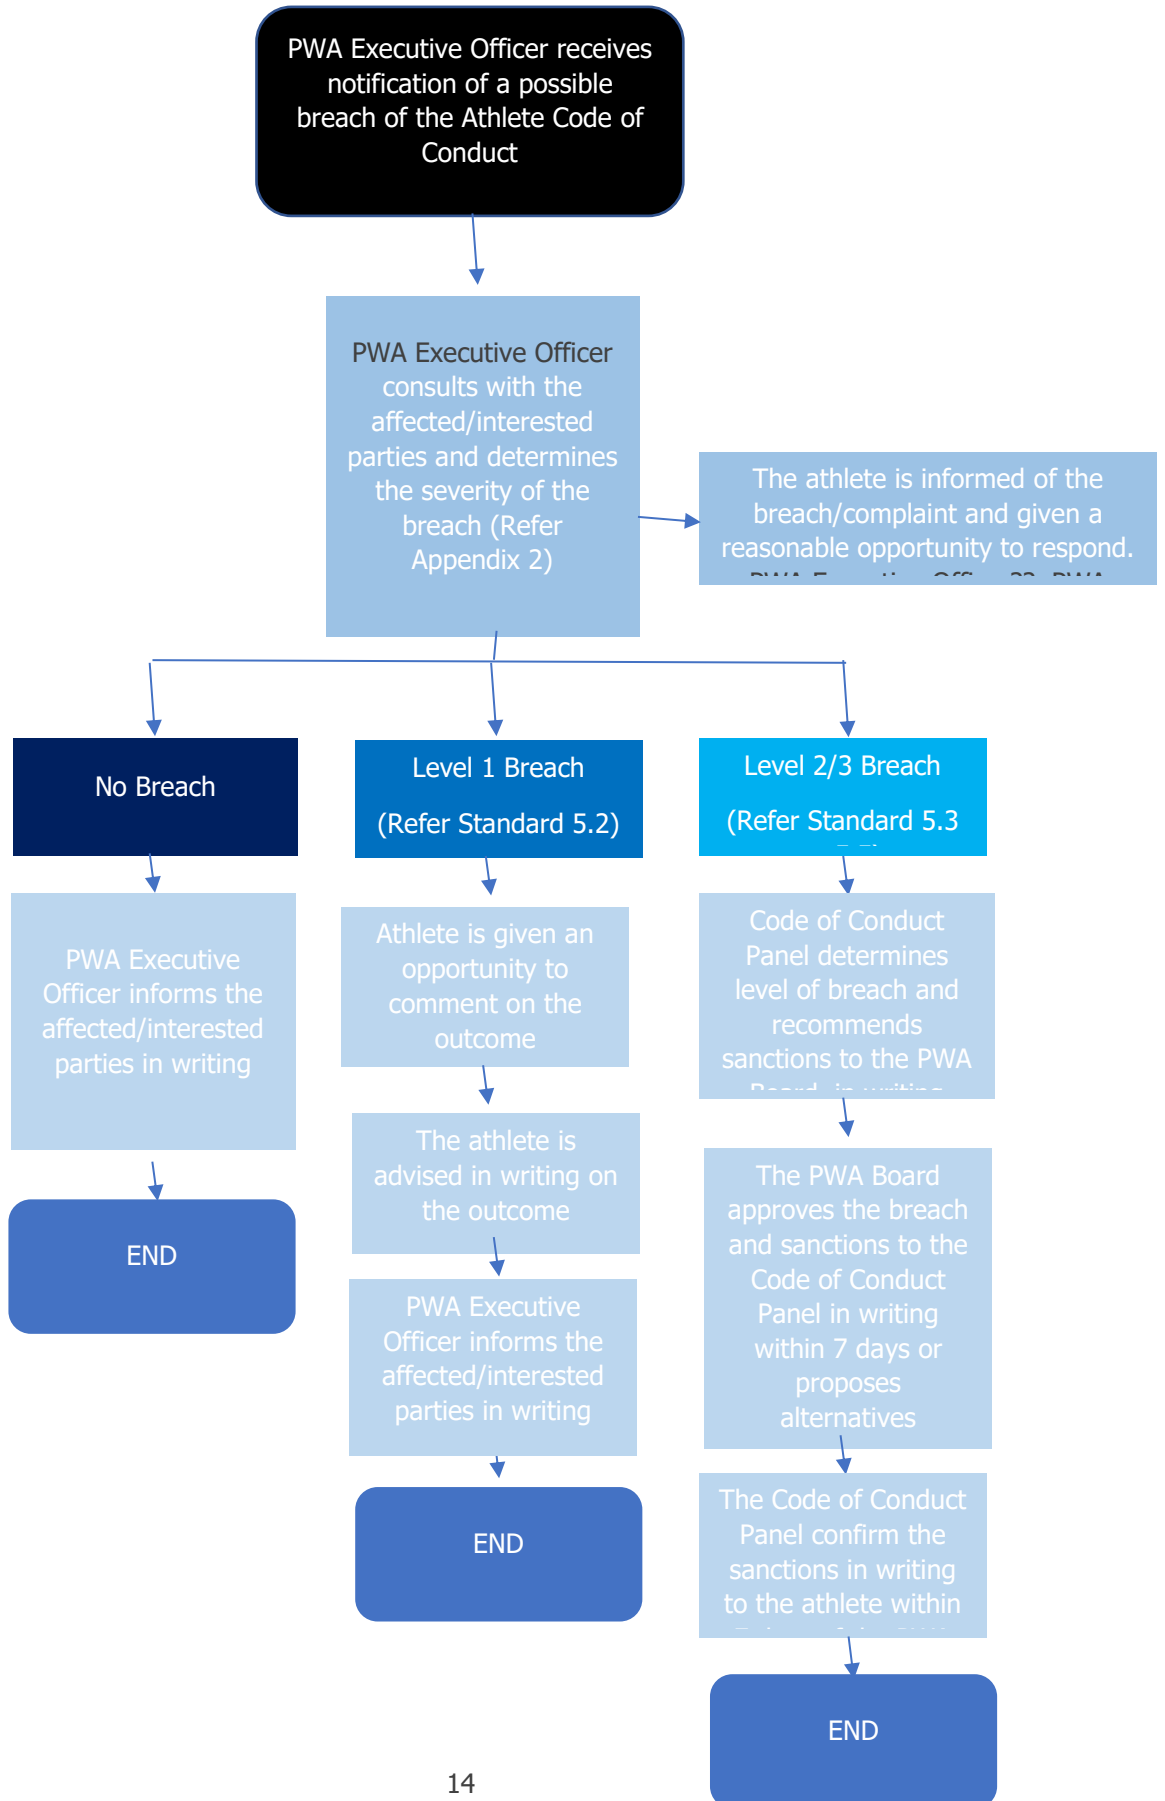 PWA Executive Officer receives
notification of a possible
breach of the Athlete Code of
Conduct
PWA Executive Officer
consults with the
affected/interested
parties and determines
the severity of the
breach (Refer
Appendix 2)
The athlete is informed of the
breach/complaint and given a
reasonable opportunity to respond.
PWA Executive Officer ?? PWA
No Breach
Level 1 Breach
(Refer Standard 5.2)
Level 2/3 Breach
(Refer Standard 5.3
PWA Executive
Officer informs the
affected/interested
parties in writing
END
Athlete is given an
opportunity to
comment on the
outcome
The athlete is
advised in writing on
the outcome
PWA Executive
Officer informs the
affected/interested
parties in writing
END
Code of Conduct
Panel determines
level of breach and
recommends
sanctions to the PWA
Board in writing
The PWA Board
approves the breach
and sanctions to the
Code of Conduct
Panel in writing
within 7 days or
proposes
alternatives
The Code of Conduct
Panel confirm the
sanctions in writing
to the athlete within
END
14